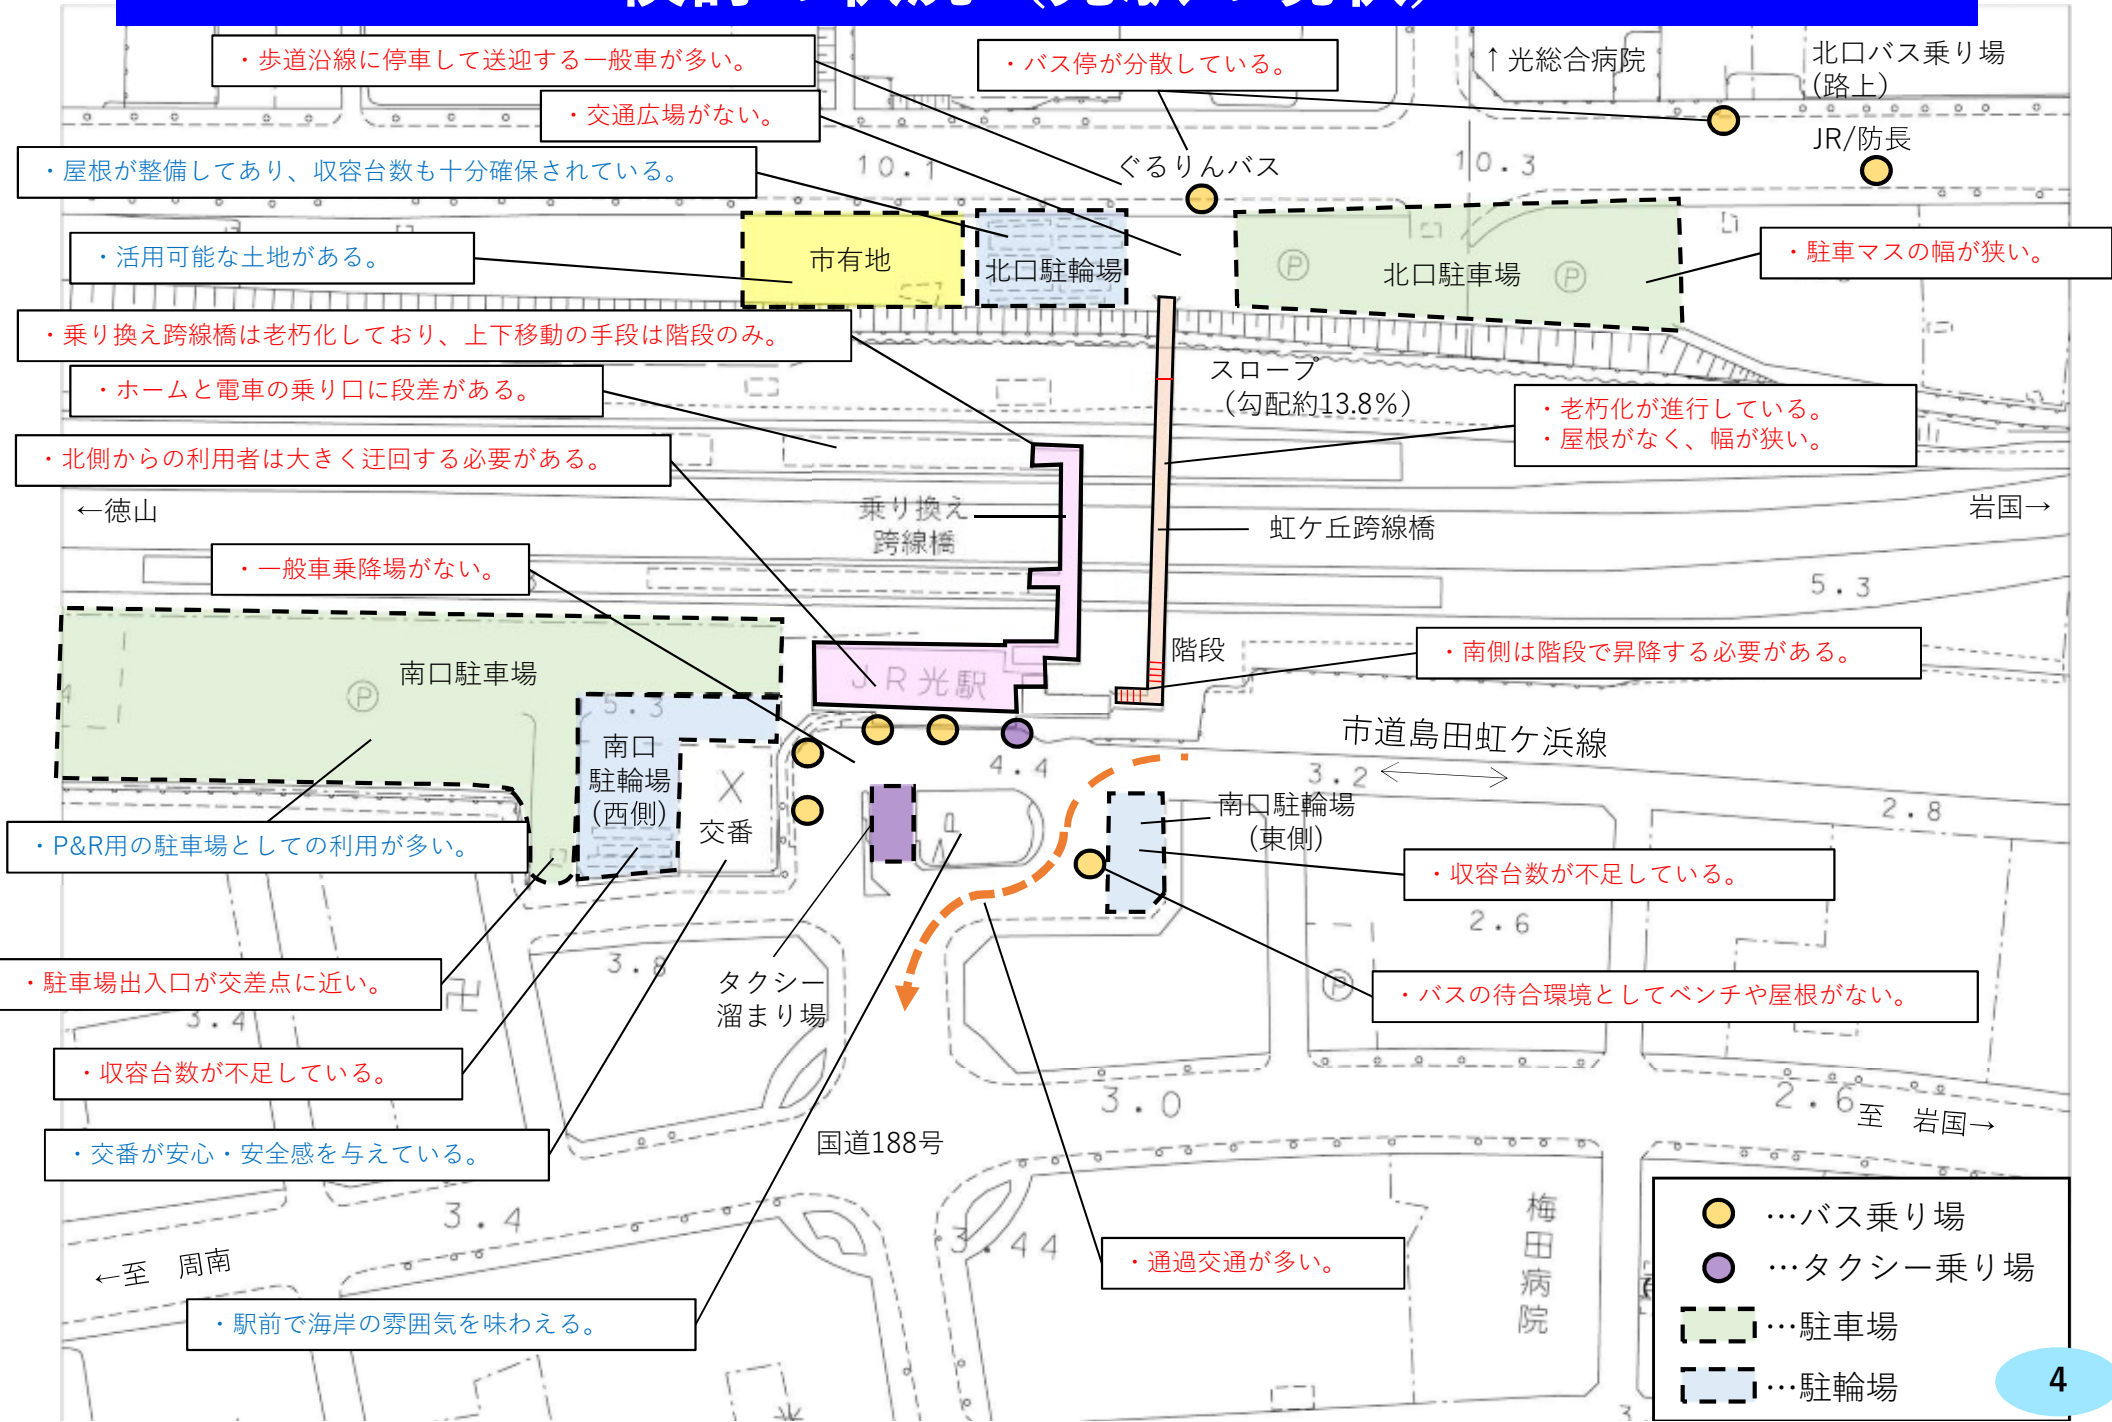 ・歩道沿線に停車して送迎する一般車が多い。
・バス停が分散している。
↑光総合病院
北口バス乗り場
(路上)
・交通広場がない。
JR/防長
・屋根が整備してあり、収容台数も十分確保されている。
10.1
ぐるりんバス
10.3
・活用可能な土地がある。
市有地
北口駐輪場
Ⓟ
北口駐車場
Ⓟ
・駐車マスの幅が狭い。
・乗り換え跨線橋は老朽化しており、上下移動の手段は階段のみ。
スロープ
(勾配約13.8%)
・ホームと電車の乗り口に段差がある。
・老朽化が進行している。
・屋根がなく、幅が狭い。
・北側からの利用者は大きく迂回する必要がある。
←徳山
乗り換え
跨線橋
虹ケ丘跨線橋
岩国→
・一般車乗降場がない。
5.3
南口駐車場
Ⓟ
JR光駅
階段
・南側は階段で昇降する必要がある。
5.3
南口
駐輪場
(西側)
交番
4.4
市道島田虹ケ浜線
3.2
2.8
南口駐輪場
(東側)
・P&R用の駐車場としての利用が多い。
・収容台数が不足している。
2.6
3.8
タクシー
溜まり場
・駐車場出入口が交差点に近い。
卍
Ⓟ
・バスの待合環境としてベンチや屋根がない。
3.4
・収容台数が不足している。
3.0
2.6
至　岩国→
・交番が安心・安全感を与えている。
国道188号
3.4
3.44
梅田病院
←至　周南
・通過交通が多い。
・駅前で海岸の雰囲気を味わえる。
…バス乗り場
…タクシー乗り場
…駐車場
…駐輪場
4